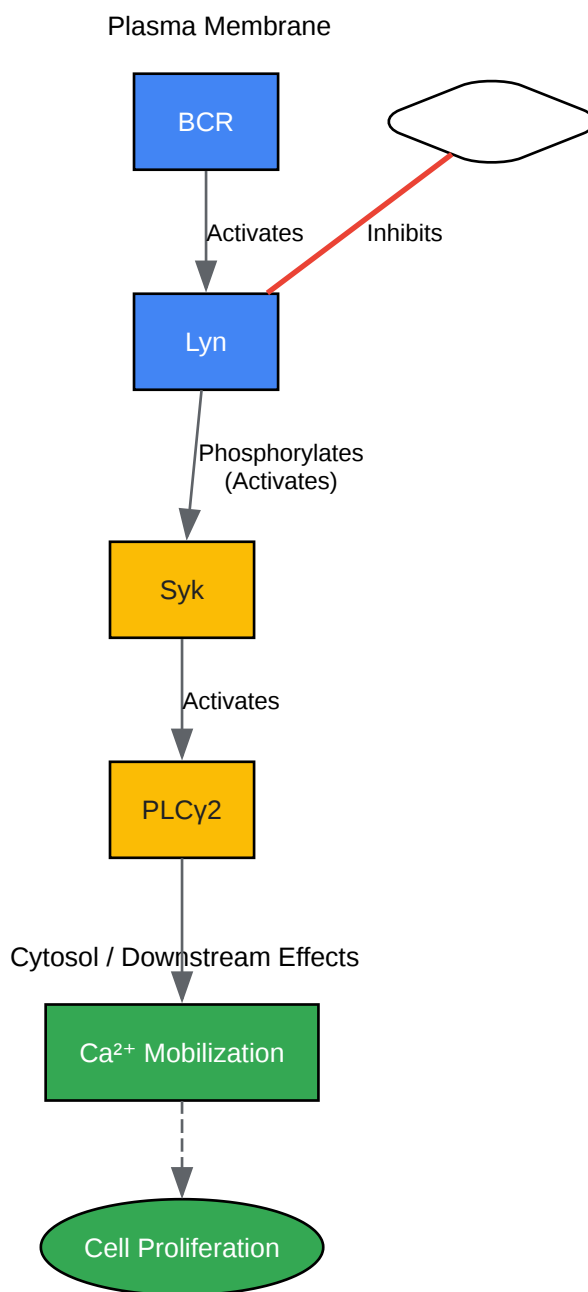 Plasma Membrane
BCR
Activates
Inhibits
Lyn
Phosphorylates
(Activates)
Syk
Activates
PLCγ2
Cytosol / Downstream Effects
Ca²⁺ Mobilization
Cell Proliferation